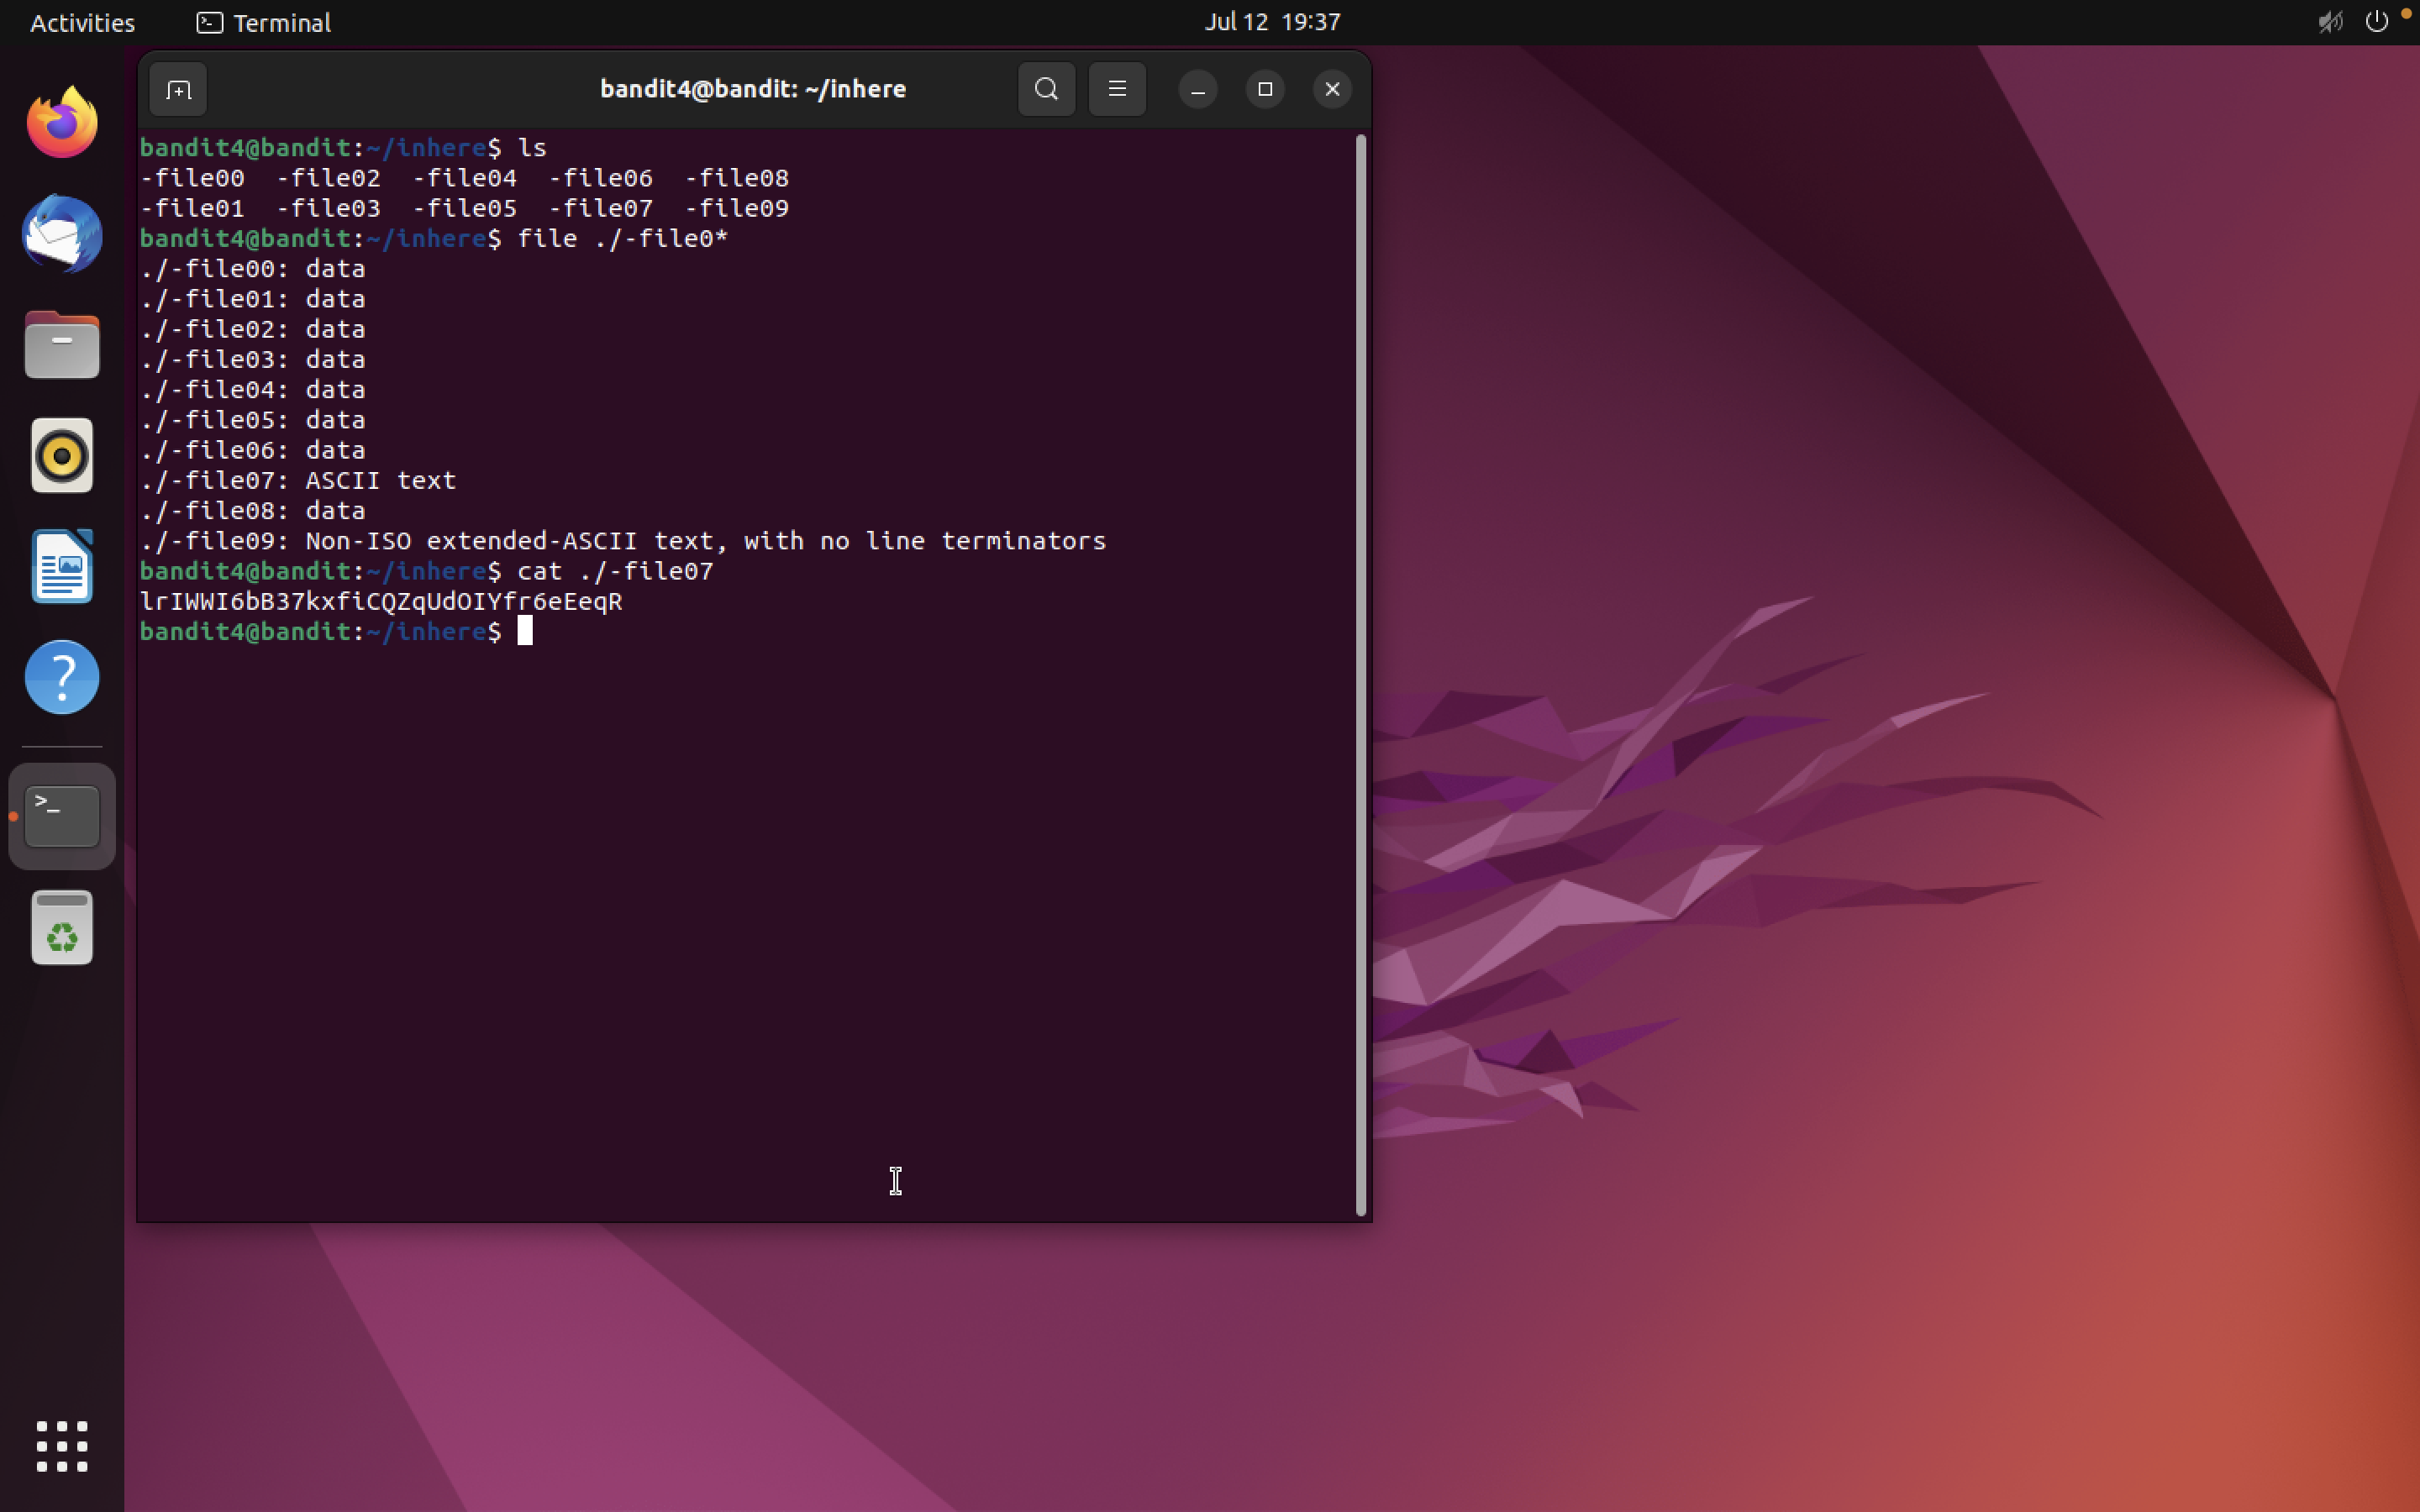 Activities Terminal Jul 12 19:37
bandit4@bandit: ~/inhere
bandit4@bandit:~/inhere$ ls
-file00 -file02 -file04 -file06 -file08
-file01 -file03 -file05 -file07 -file09
bandit4@bandit:~/inhere$ file ./-file0*
./-file00: data
./-file01: data
./-file02: data
./-file03: data
./-file04: data
./-file05: data
./-file06: data
./-file07: ASCII text
./-file08: data
./-file09: Non-ISO extended-ASCII text, with no line terminators
bandit4@bandit:~/inhere$ cat ./-file07
lrIWWI6bB37kxfiCQZqUdOIYfr6eEeqR
bandit4@bandit:~/inhere$